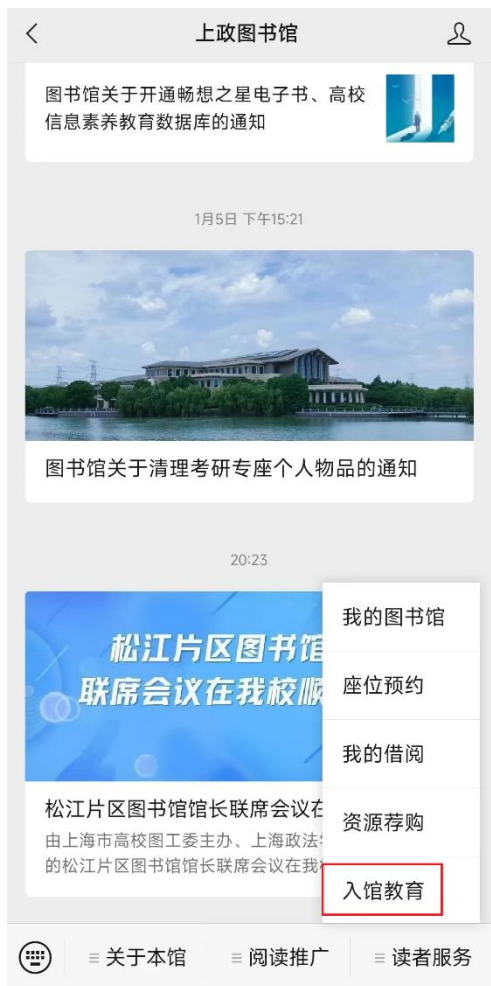 上政图书馆
图书馆关于开通畅想之星电子书、高校
信息素养教育数据库的通知
1月5日 下午15:21
图书馆关于清理考研专座个人物品的通知
20:23
松江片区图书馆
联席会议在我校顺
松江片区图书馆馆长联席会议在
由上海市高校图工委主办、上海政法
的松江片区图书馆馆长联席会议在我
我的图书馆
座位预约
我的借阅
资源荐购
入馆教育
关于本馆
阅读推广
读者服务